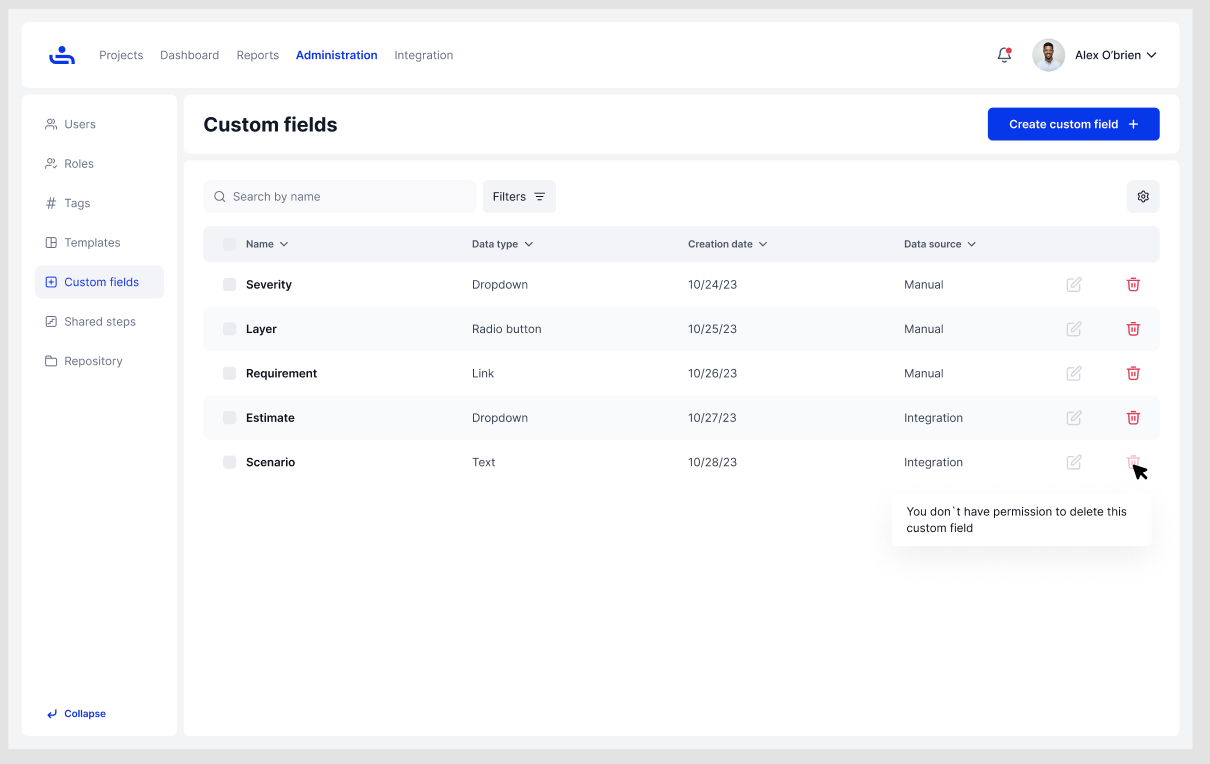 Projects Dashboard Reports Administration Integration Alex O'brien
Users
Roles
Tags
Templates
Custom fields
Shared steps
Repository
Collapse
Custom fields
Create custom field +
Search by name
Filters
Name Data type Creation date Data source
Severity Dropdown 10/24/23 Manual
Layer Radio button 10/25/23 Manual
Requirement Link 10/26/23 Manual
Estimate Dropdown 10/27/23 Integration
Scenario Text 10/28/23 Integration
You don`t have permission to delete this
custom field